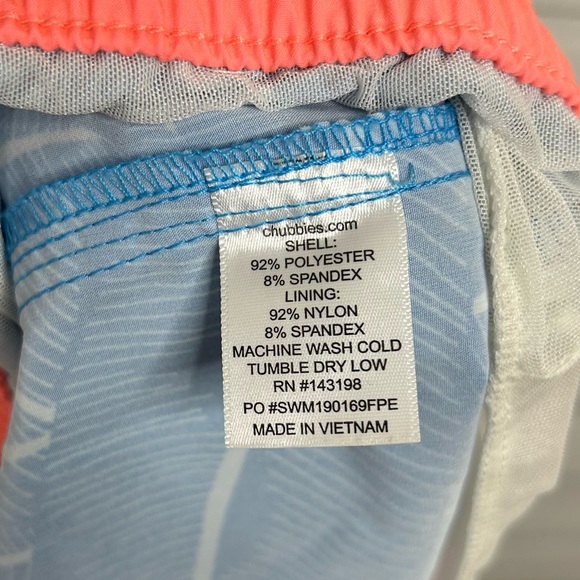 chubbies.com
SHELL:
92% POLYESTER
8% SPANDEX
LINING:
92% NYLON
8% SPANDEX
MACHINE WASH COLD
TUMBLE DRY LOW
RN #143198
PO #SWM190169FPE
MADE IN VIETNAM